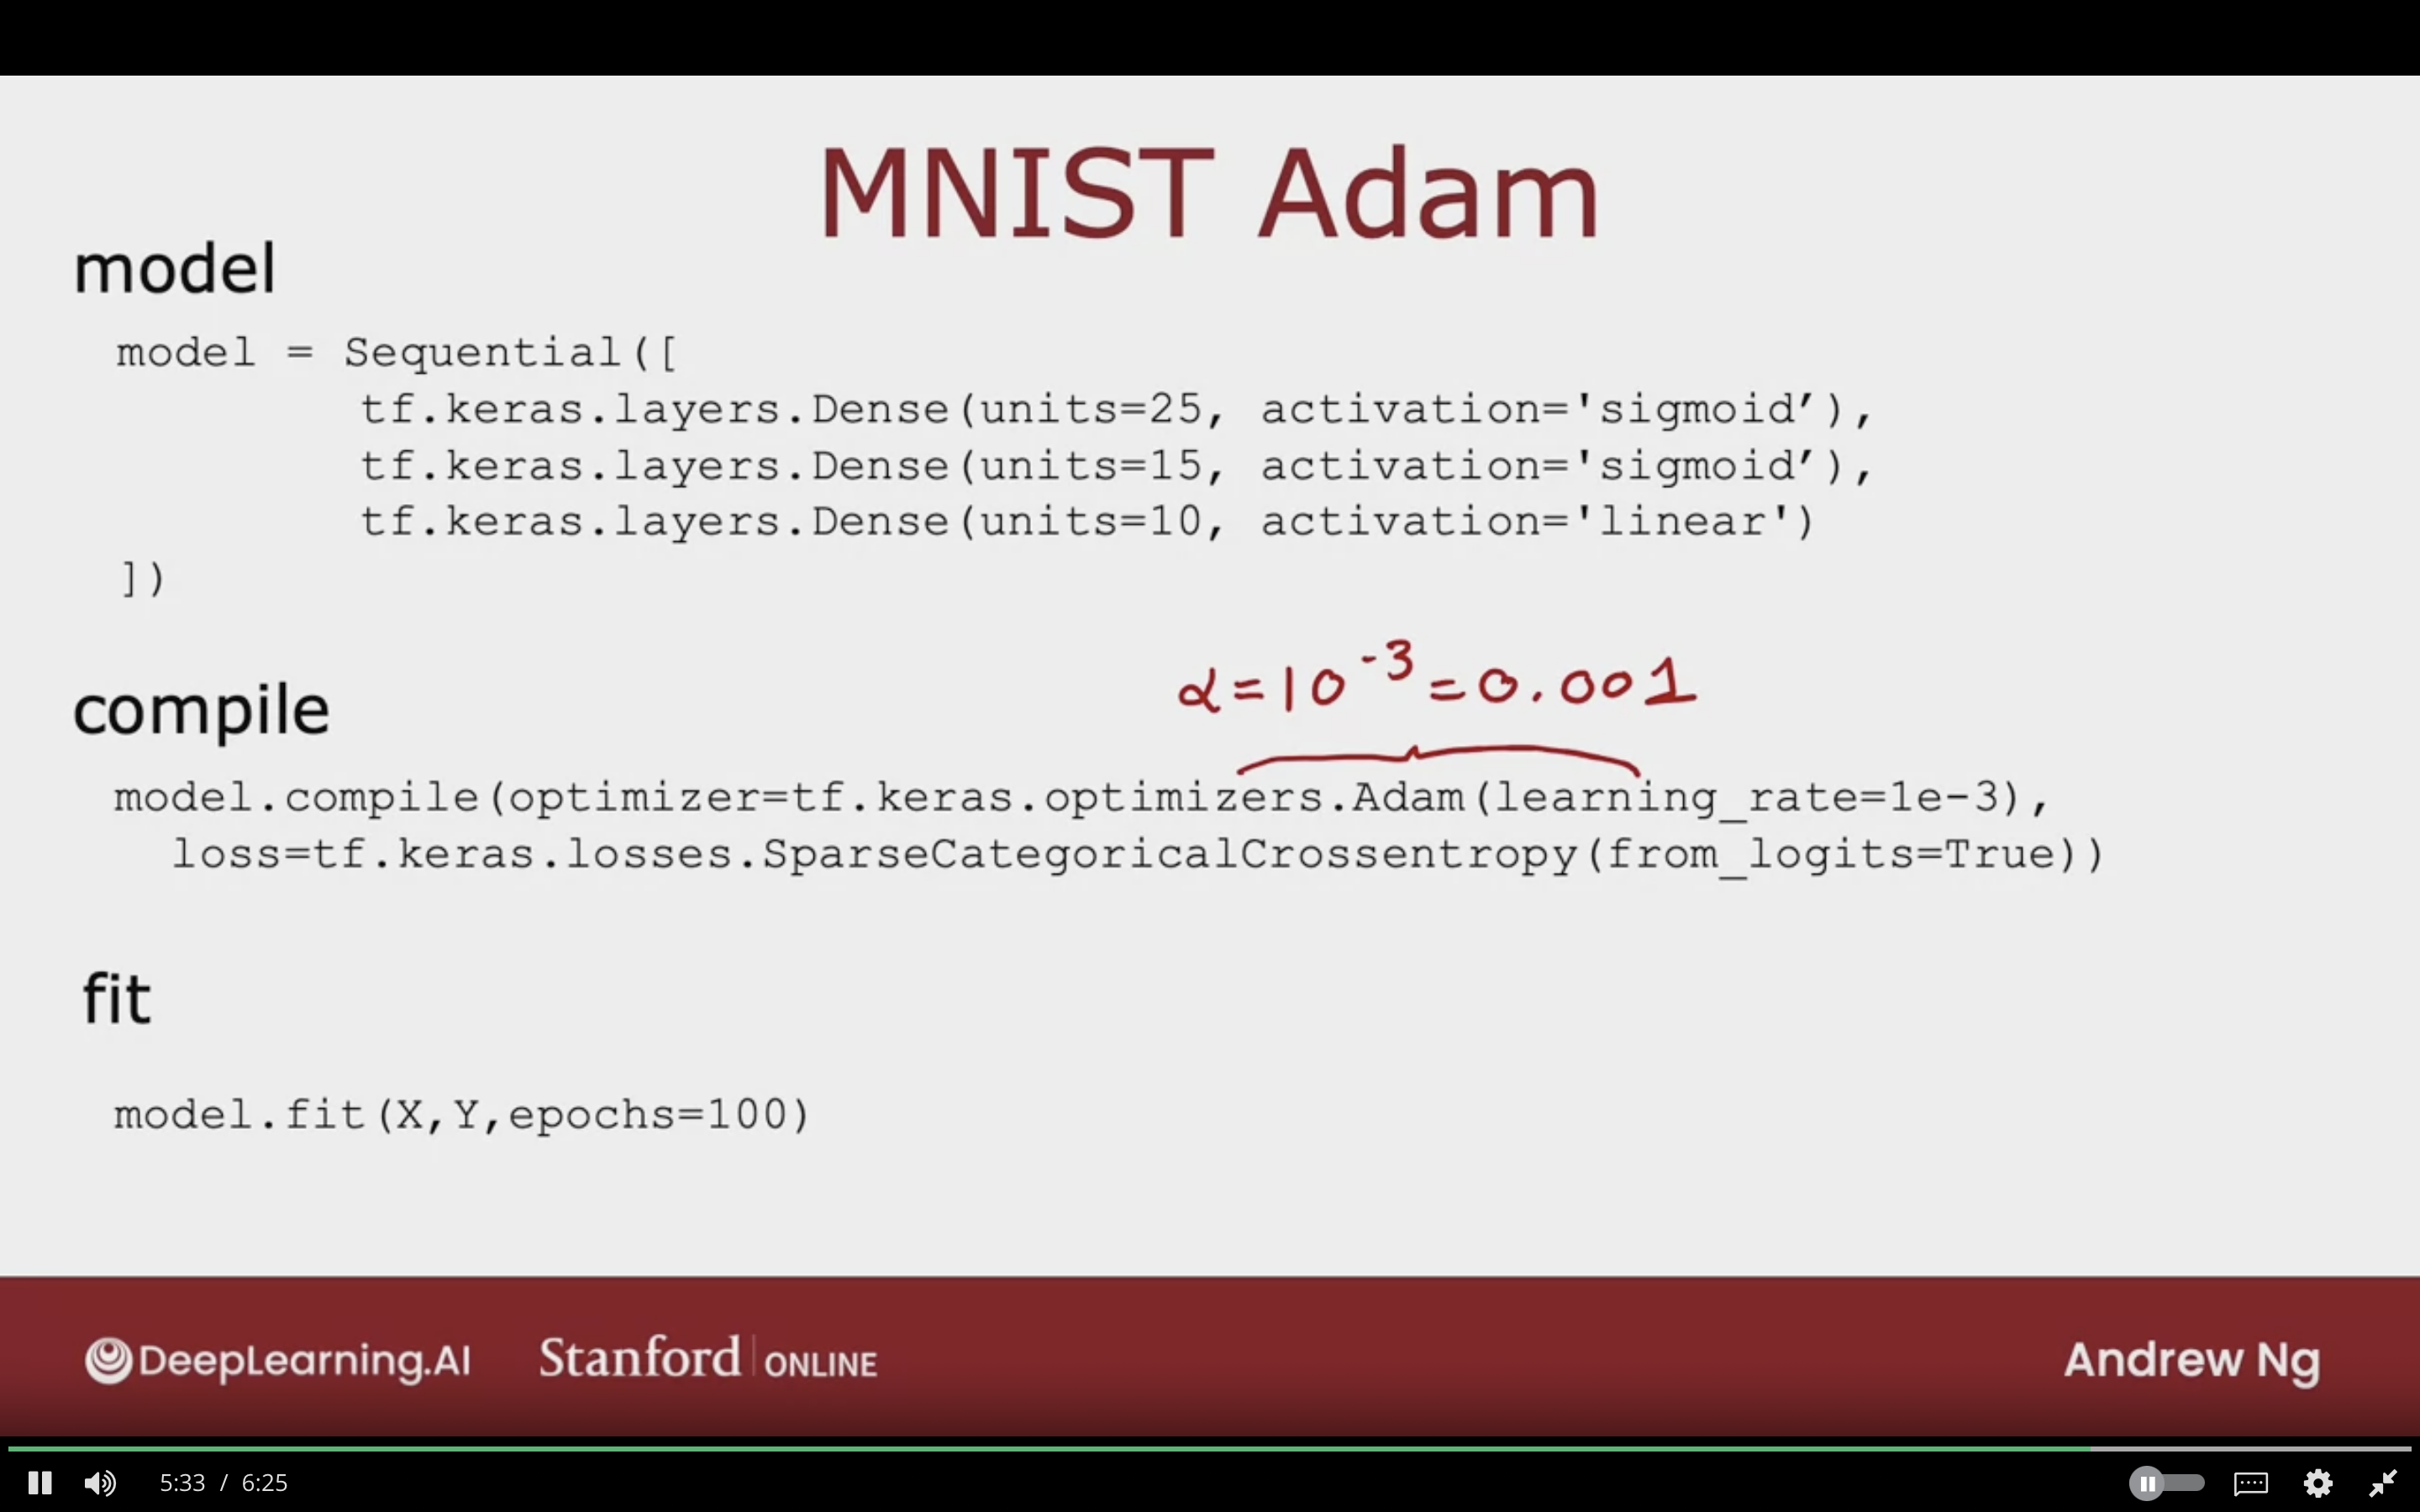 MNIST Adam
model
model = Sequential([
tf.keras.layers.Dense(units=25, activation='sigmoid’),
tf.keras.layers.Dense(units=15, activation='sigmoid’),
tf.keras.layers.Dense(units=10, activation='linear')
])
α=10⁻³=0.001
compile
model.compile(optimizer=tf.keras.optimizers.Adam(learning_rate=1e-3),
loss=tf.keras.losses.SparseCategoricalCrossentropy(from_logits=True))
fit
model.fit(X,Y,epochs=100)
DeepLearning.AI Stanford ONLINE Andrew Ng
5:33 / 6:25